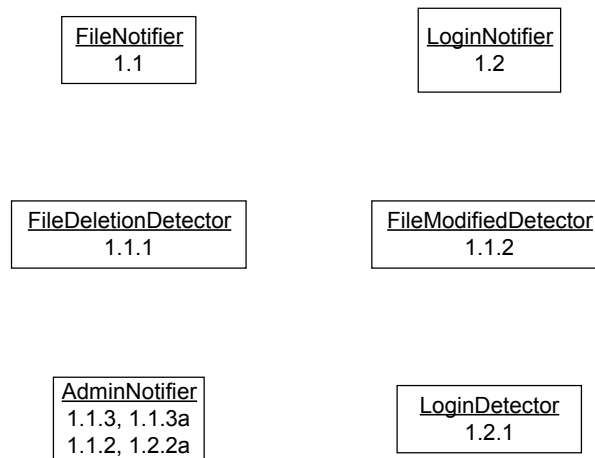 FileNotifier
1.1
LoginNotifier
1.2
FileDeletionDetector
1.1.1
FileModifiedDetector
1.1.2
AdminNotifier
1.1.3, 1.1.3a
1.1.2, 1.2.2a
LoginDetector
1.2.1